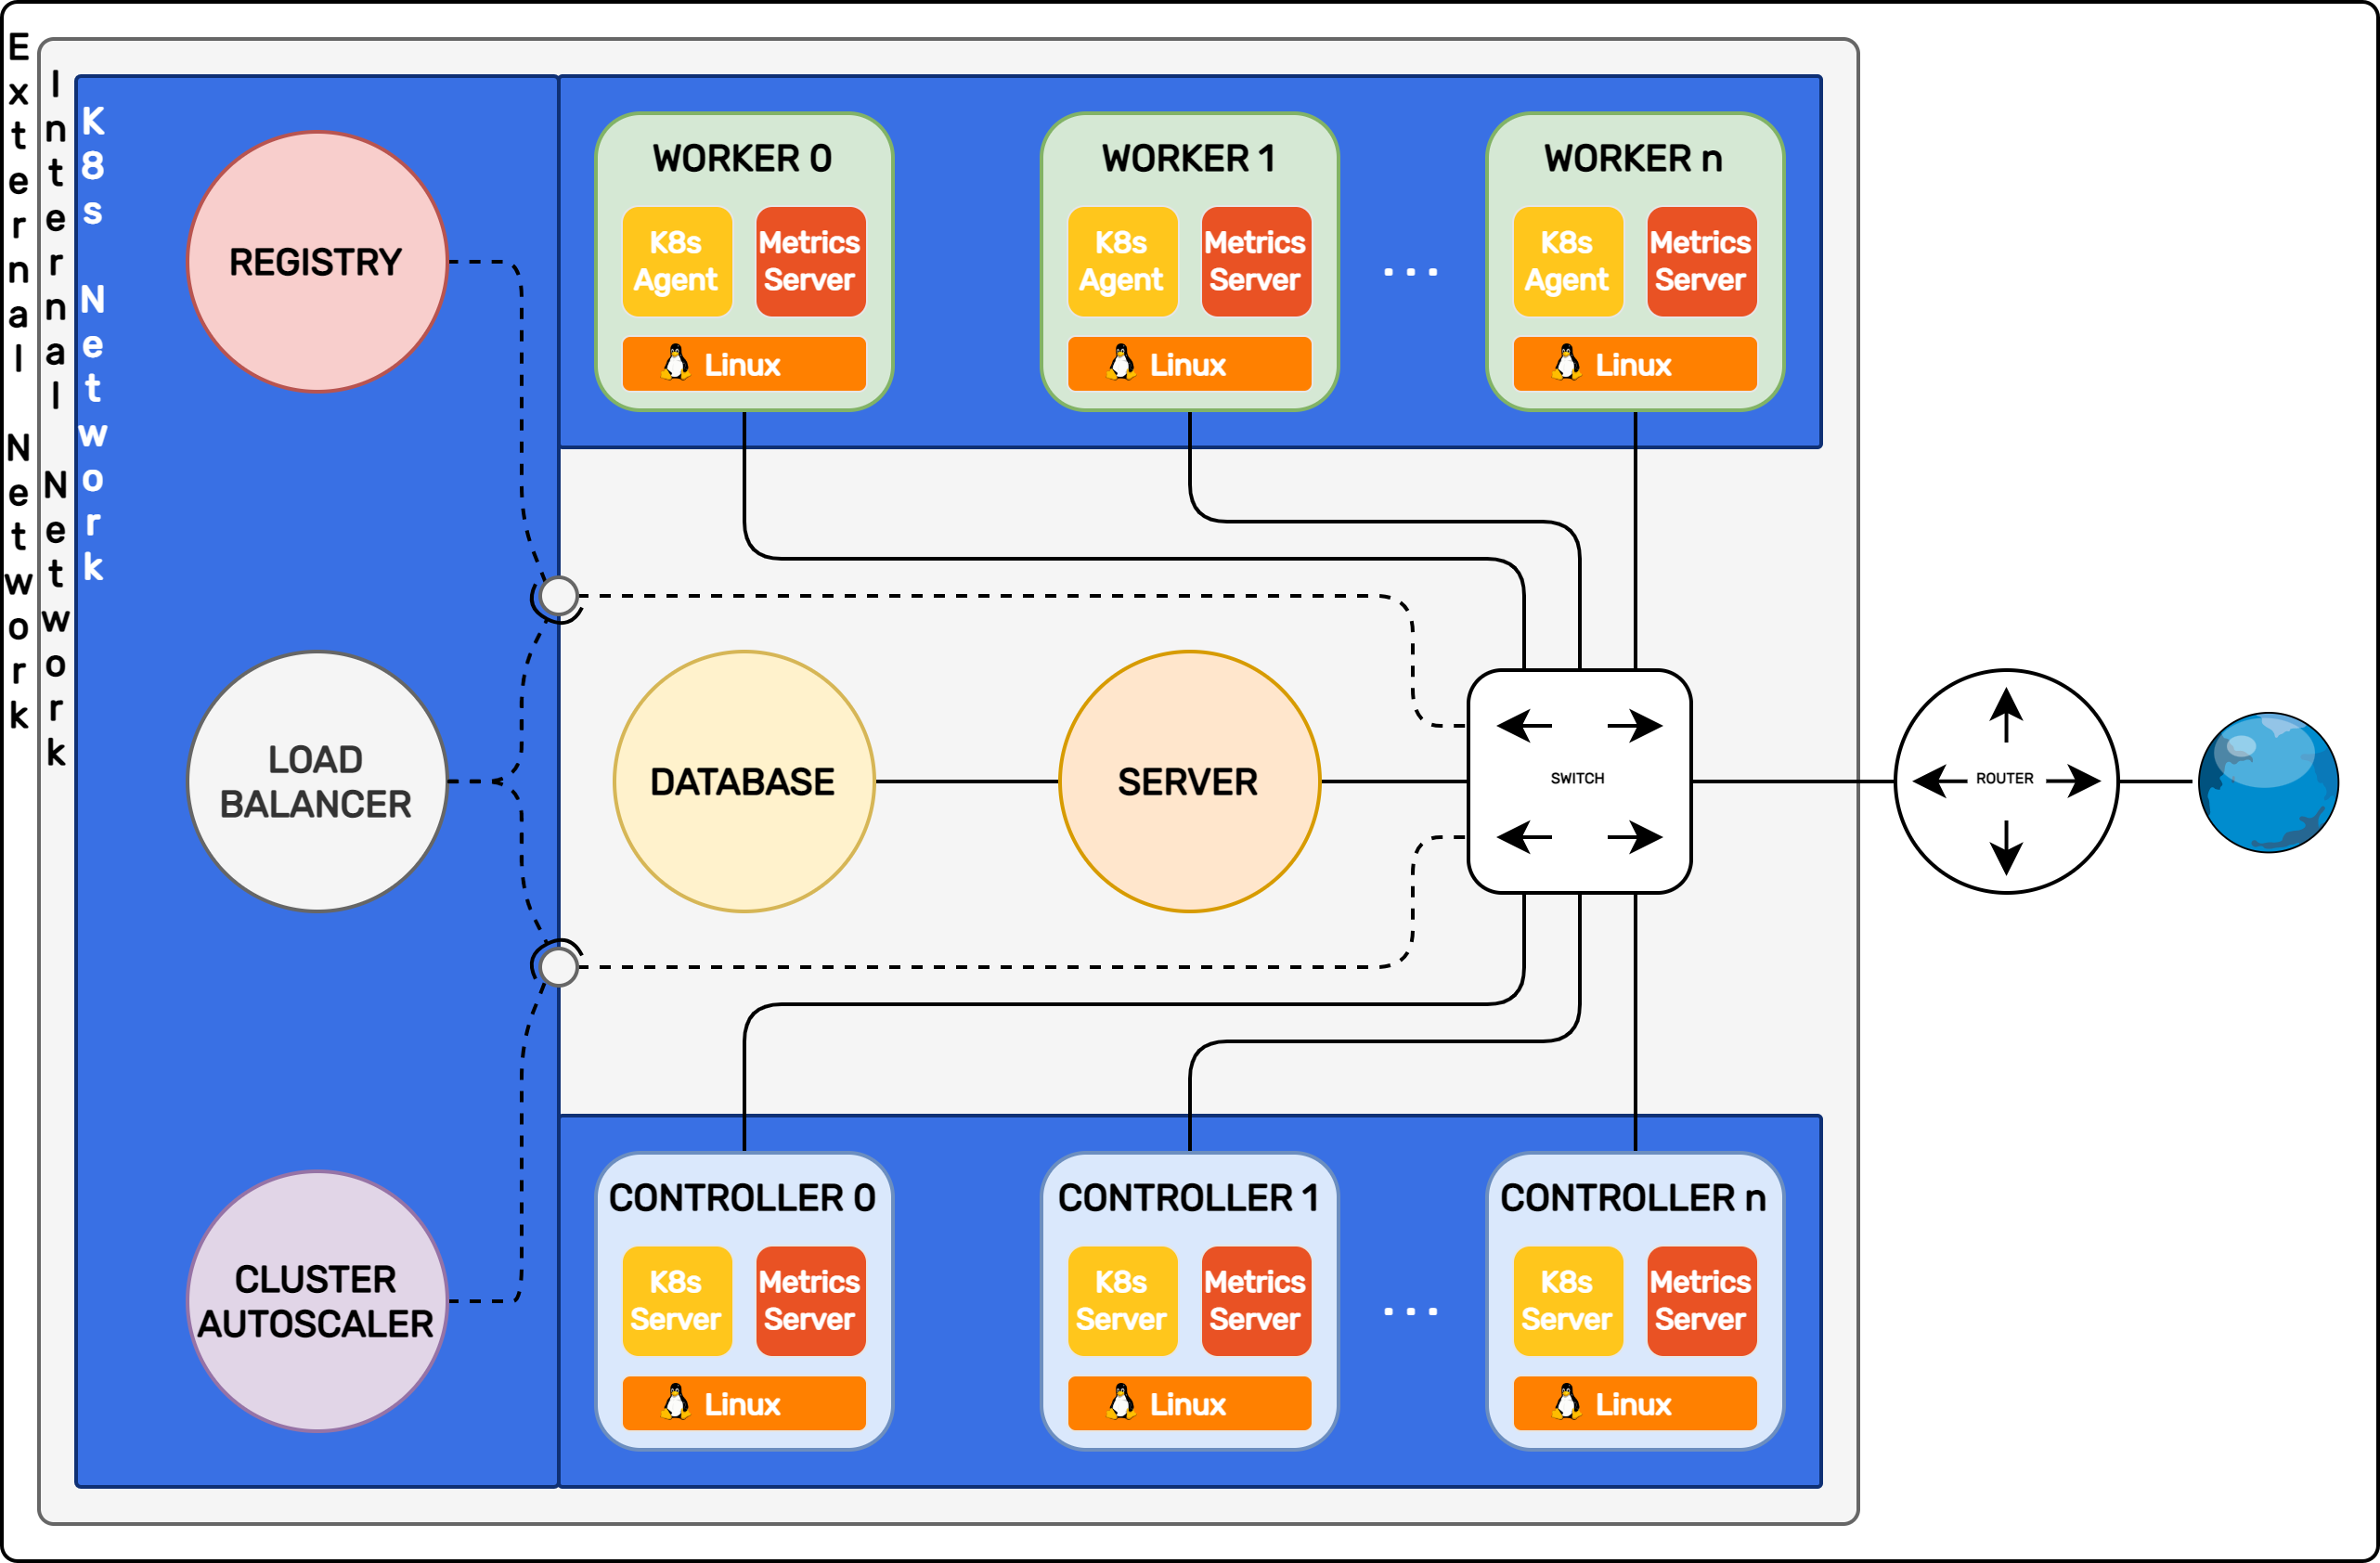 External Network
Internal Network
K8s Network
REGISTRY
LOAD
BALANCER
CLUSTER
AUTOSCALER
WORKER 0
K8s
Agent
Metrics
Server
Linux
WORKER 1
K8s
Agent
Metrics
Server
Linux
...
WORKER n
K8s
Agent
Metrics
Server
Linux
DATABASE
SERVER
SWITCH
ROUTER
CONTROLLER 0
K8s
Server
Metrics
Server
Linux
CONTROLLER 1
K8s
Server
Metrics
Server
Linux
...
CONTROLLER n
K8s
Server
Metrics
Server
Linux